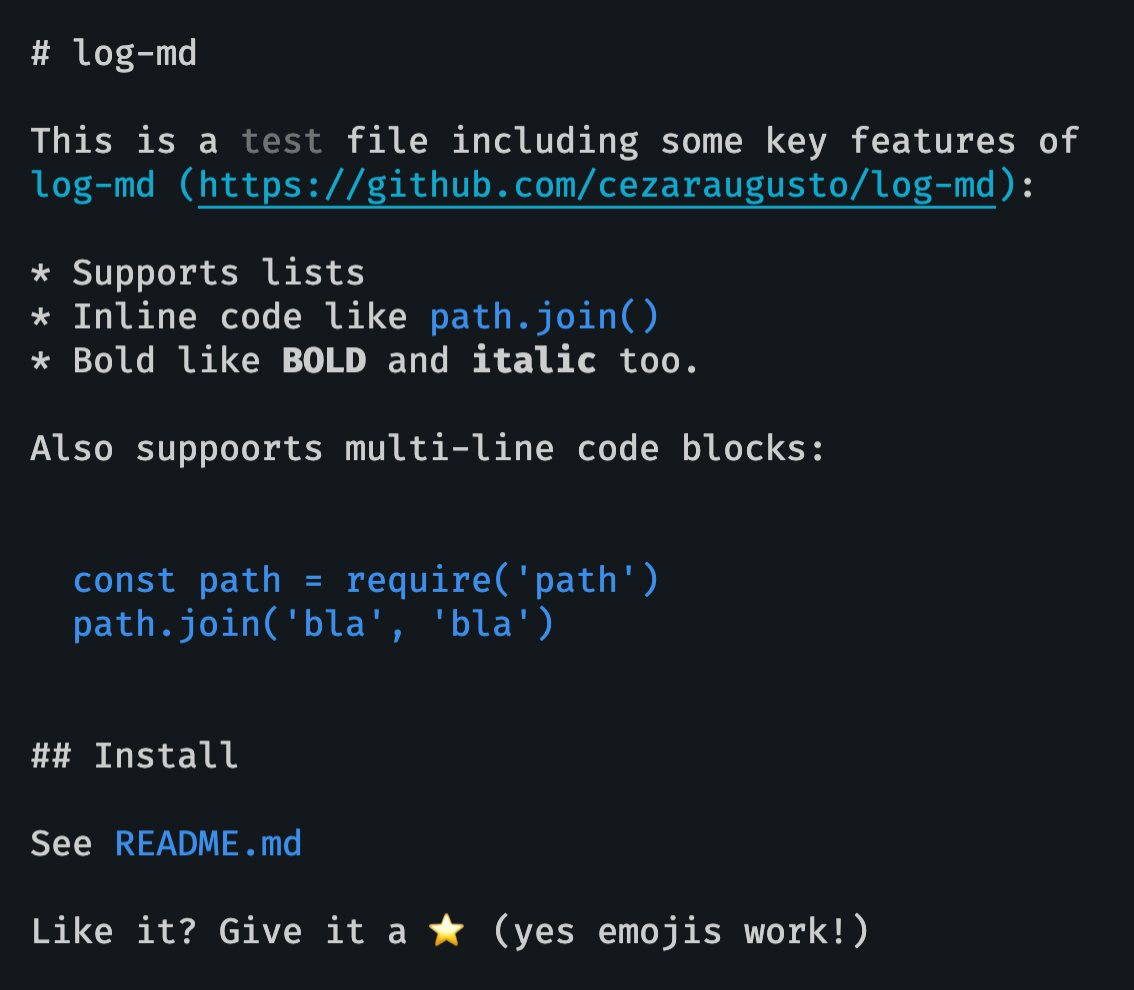 # log-md
This is a test file including some key features of
log-md (https://github.com/cezaraugusto/log-md):
* Supports lists
* Inline code like path.join()
* Bold like BOLD and italic too.
Also suppoorts multi-line code blocks:
const path = require('path')
path.join('bla', 'bla')
## Install
See README.md
Like it? Give it a ⭐ (yes emojis work!)